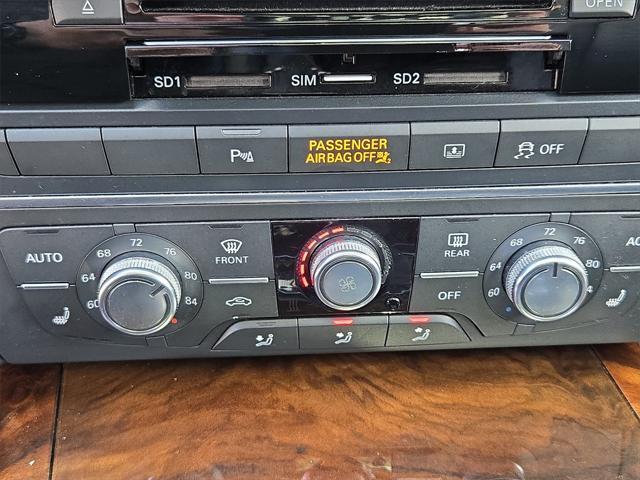 OPEN
SD1 SIM SD2
P
PASSENGER
AIRBAG OFF
OFF
AUTO 60 64 68 72 76 80 84 FRONT
REAR 60 64 68 72 76 80 84
OFF